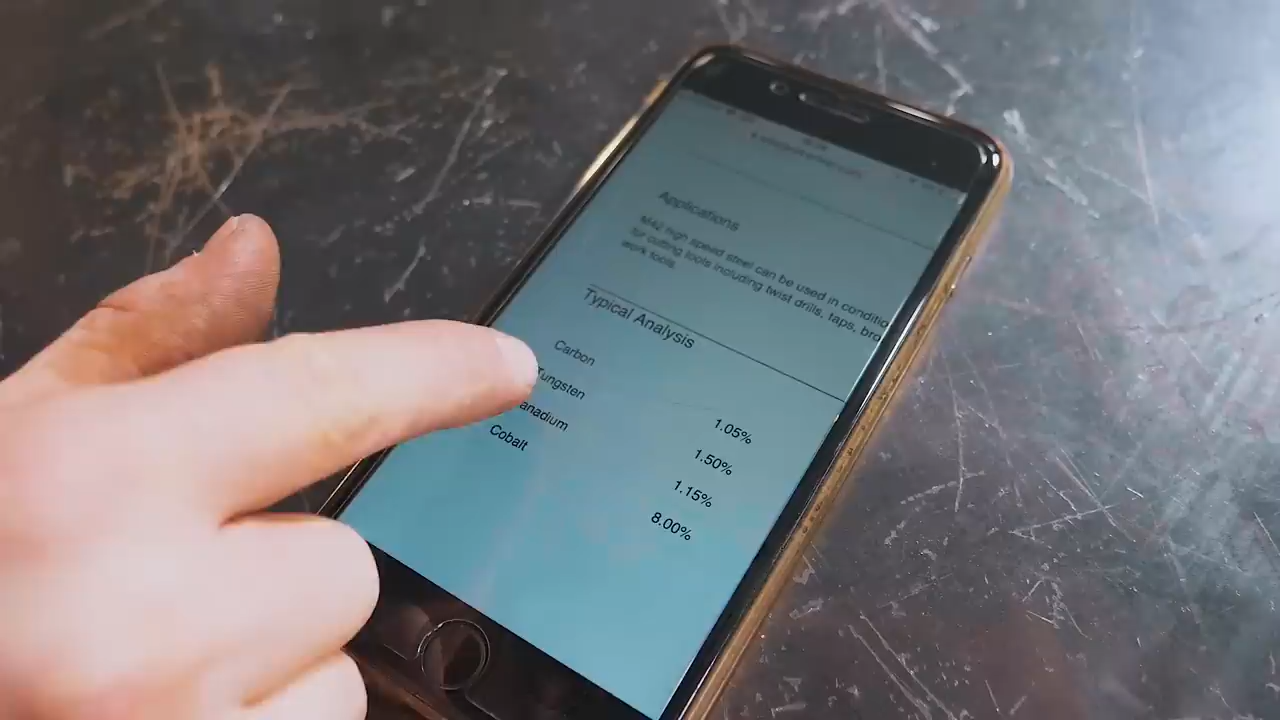 Applications
M42 high speed steel can be used in conditio
for cutting tools including twist drills, taps, bro
work tools.
Typical Analysis
Carbon 1.05%
Tungsten 1.50%
anadium 1.15%
Cobalt 8.00%